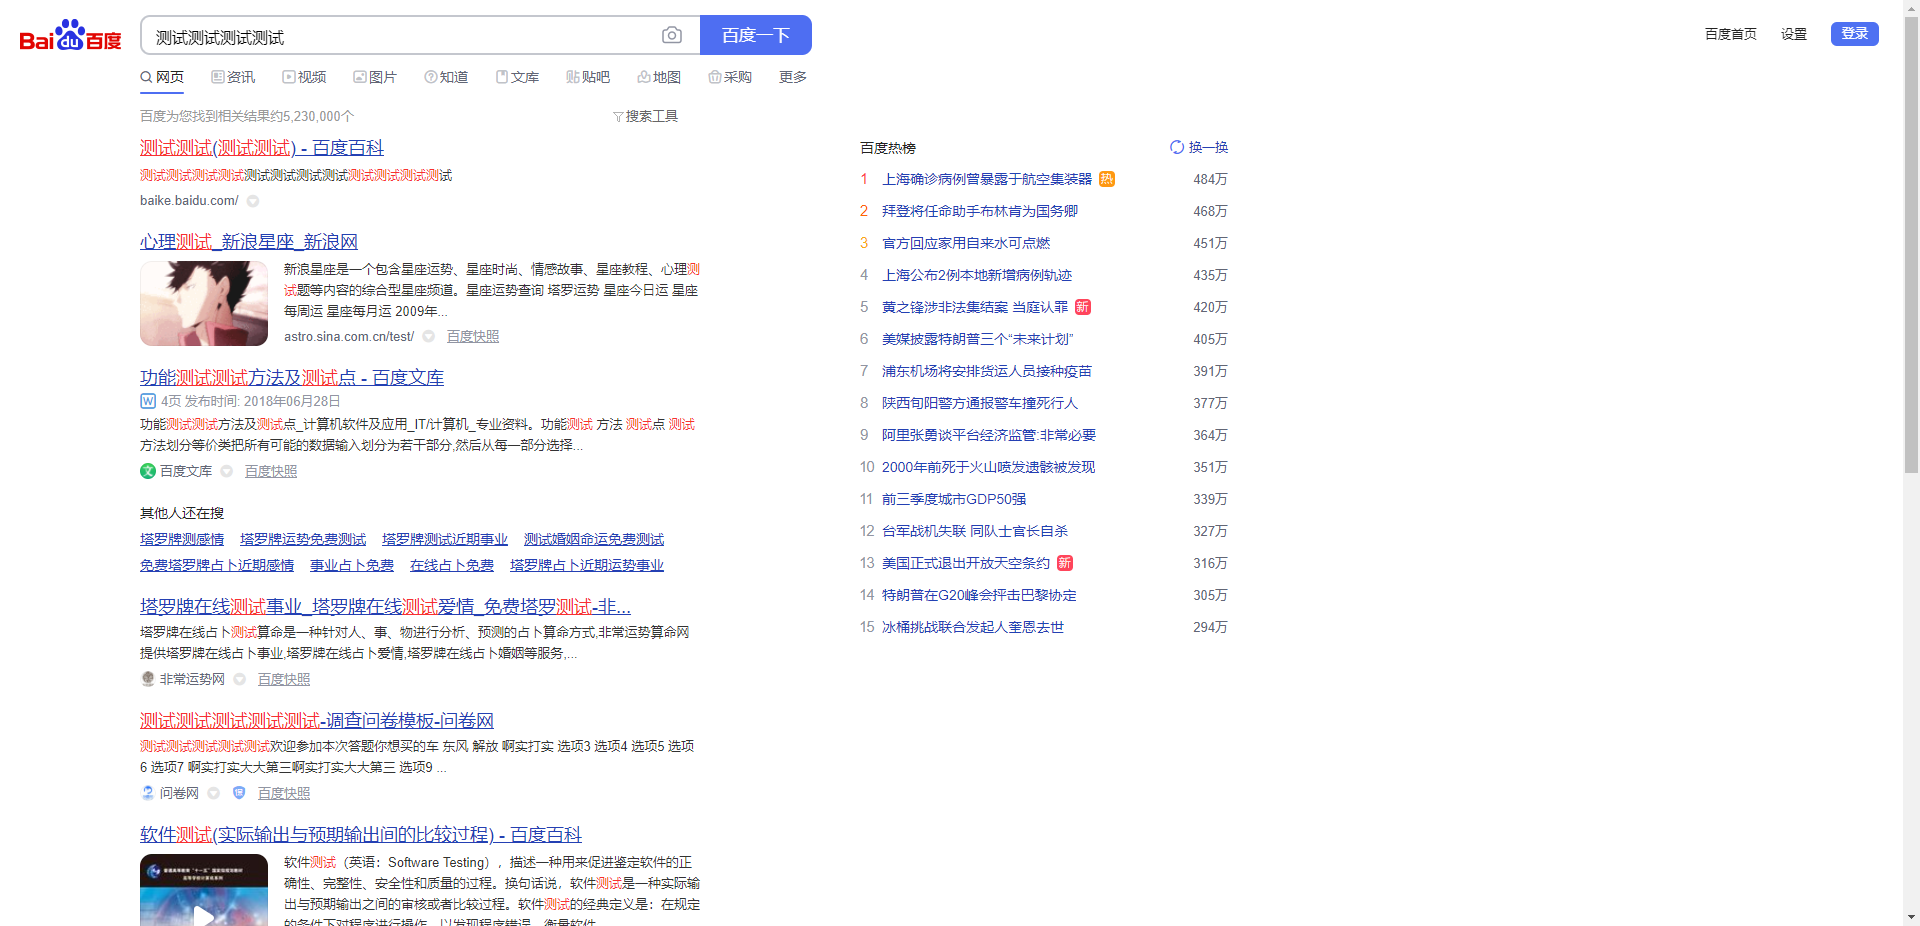 Bai du 百度
测试测试测试测试
百度一下
百度首页 设置 登录
网页 资讯 视频 图片 知道 文库 贴吧 地图 采购 更多
百度为您找到相关结果约5,230,000个
搜索工具
测试测试(测试测试) - 百度百科
测试测试测试测试测试测试测试测试测试测试测试测试
baike.baidu.com/
心理测试_新浪星座_新浪网
新浪星座是一个包含星座运势、星座时尚、情感故事、星座教程、心理测
试题等内容的综合型星座频道。星座运势查询 塔罗运势 星座今日运 星座
每周运 星座每月运 2009年...
astro.sina.com.cn/test/ 百度快照
功能测试测试方法及测试点 - 百度文库
W 4页 发布时间: 2018年06月28日
功能测试测试方法及测试点_计算机软件及应用_IT/计算机_专业资料。功能测试 方法 测试点 测试
方法划分等价类把所有可能的数据输入划分为若干部分,然后从每一部分选择...
文 百度文库 百度快照
其他人还在搜
塔罗牌测感情 塔罗牌运势免费测试 塔罗牌测试近期事业 测试婚姻命运免费测试
免费塔罗牌占卜近期感情 事业占卜免费 在线占卜免费 塔罗牌占卜近期运势事业
塔罗牌在线测试事业_塔罗牌在线测试爱情_免费塔罗测试-非...
塔罗牌在线占卜测试算命是一种针对人、事、物进行分析、预测的占卜算命方式,非常运势算命网
提供塔罗牌在线占卜事业,塔罗牌在线占卜爱情,塔罗牌在线占卜婚姻等服务,...
非常运势网 百度快照
测试测试测试测试测试-调查问卷模板-问卷网
测试测试测试测试测试欢迎参加本次答题你想买的车 东风 解放 啊实打实 选项3 选项4 选项5 选项
6 选项7 啊实打实大大第三啊实打实大大第三 选项9 ...
问卷网 保 百度快照
软件测试(实际输出与预期输出间的比较过程) - 百度百科
软件测试（英语：Software Testing），描述一种用来促进鉴定软件的正
确性、完整性、安全性和质量的过程。换句话说，软件测试是一种实际输
出与预期输出之间的审核或者比较过程。软件测试的经典定义是：在规定
的条件下对程序进行操作，以发现程序错误，衡量软件
百度热榜 换一换
1 上海确诊病例曾暴露于航空集装器 热 484万
2 拜登将任命助手布林肯为国务卿 468万
3 官方回应家用自来水可点燃 451万
4 上海公布2例本地新增病例轨迹 435万
5 黄之锋涉非法集结案 当庭认罪 新 420万
6 美媒披露特朗普三个“未来计划” 405万
7 浦东机场将安排货运人员接种疫苗 391万
8 陕西旬阳警方通报警车撞死行人 377万
9 阿里张勇谈平台经济监管:非常必要 364万
10 2000年前死于火山喷发遗骸被发现 351万
11 前三季度城市GDP50强 339万
12 台军战机失联 同队士官长自杀 327万
13 美国正式退出开放天空条约 新 316万
14 特朗普在G20峰会抨击巴黎协定 305万
15 冰桶挑战联合发起人奎恩去世 294万